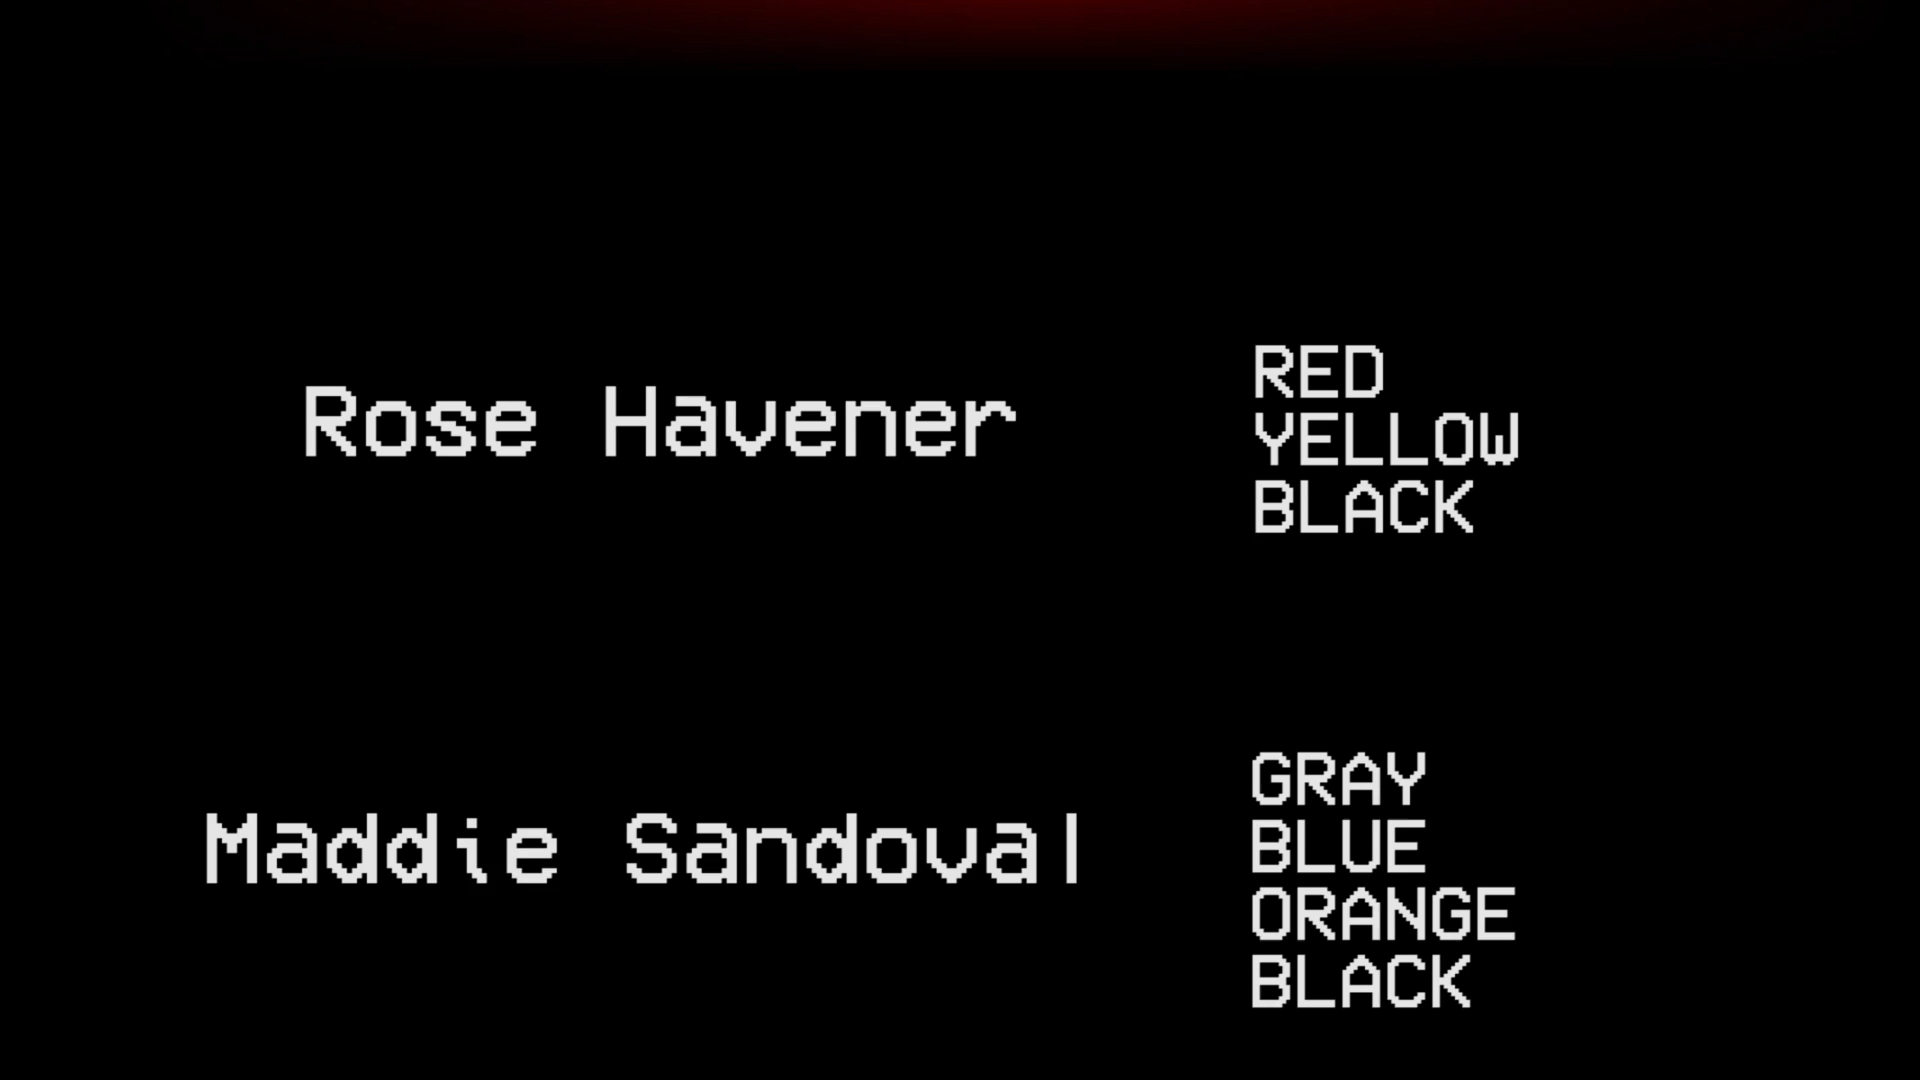 Rose Havener
RED
YELLOW
BLACK
Maddie Sandoval
GRAY
BLUE
ORANGE
BLACK